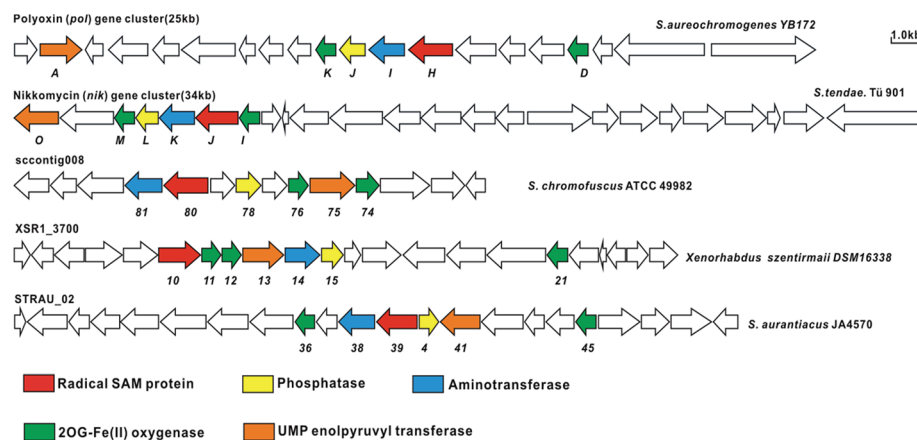 Polyoxin (pol) gene cluster(25kb)
S.aureochromogenes YB172
1.0kb
A K J I H D
Nikkomycin (nik) gene cluster(34kb)
S.tendae. Tü 901
O M L K J I
sccontig008
S. chromofuscus ATCC 49982
81 80 78 76 75 74
XSR1_3700
Xenorhabdus szentirmaii DSM16338
10 11 12 13 14 15 21
STRAU_02
S. aurantiacus JA4570
36 38 39 4 41 45
Radical SAM protein Phosphatase Aminotransferase
2OG-Fe(II) oxygenase UMP enolpyruvyl transferase